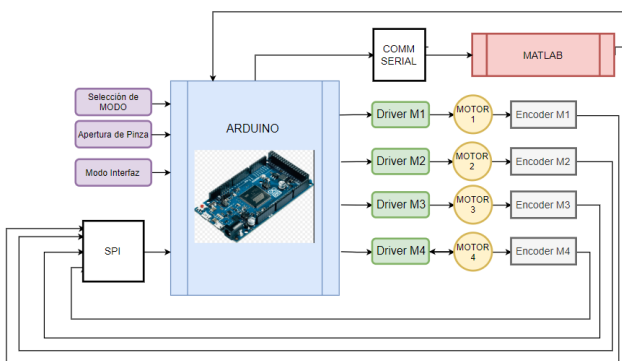 COMM
SERIAL
MATLAB
Selección de
MODO
Apertura de Pinza
Modo Interfaz
ARDUINO
SPI
Driver M1
MOTOR
1
Encoder M1
Driver M2
MOTOR
2
Encoder M2
Driver M3
MOTOR
3
Encoder M3
Driver M4
MOTOR
4
Encoder M4